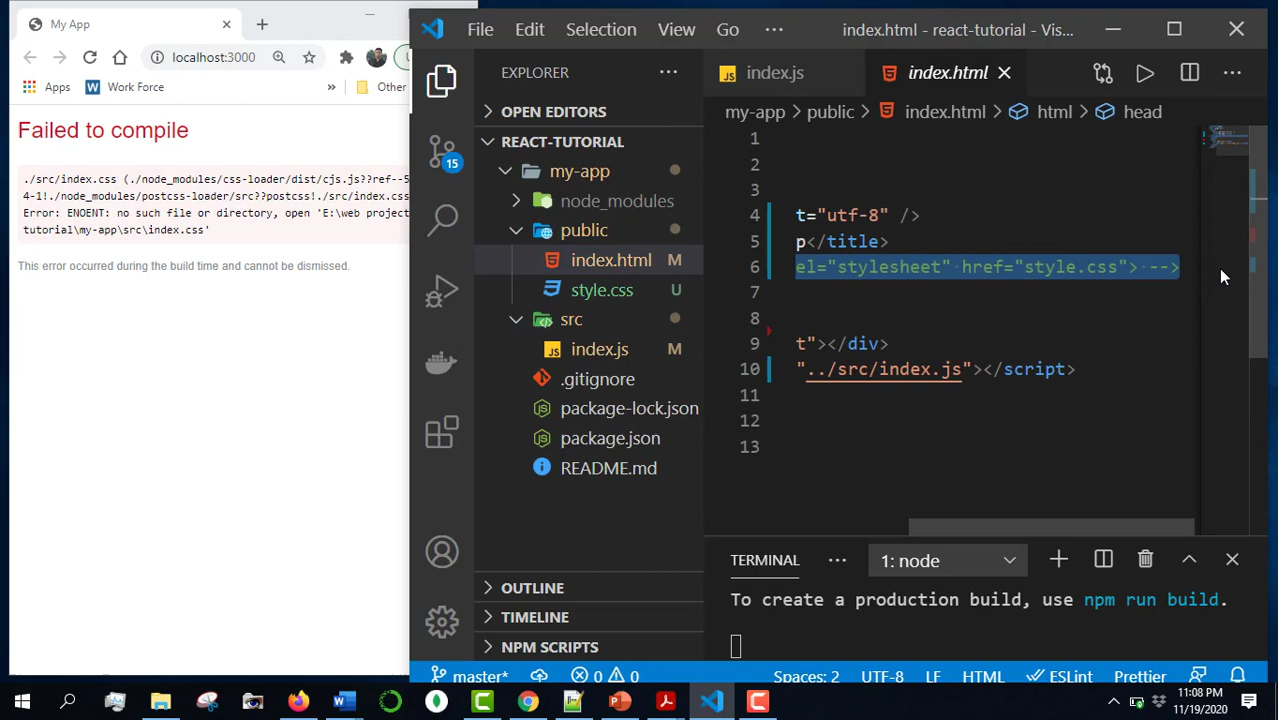 My App
localhost:3000
Apps
Work Force
»
Other
Failed to compile
./src/index.css (./node_modules/css-loader/dist/cjs.js??ref--5
4-1!./node_modules/postcss-loader/src??postcss!./src/index.css
Error: ENOENT: no such file or directory, open 'E:\web project
tutorial\my-app\src\index.css'
This error occurred during the build time and cannot be dismissed.
File Edit Selection View Go ··· index.html - react-tutorial - Vis...
EXPLORER
OPEN EDITORS
REACT-TUTORIAL
my-app
node_modules
public
index.html M
style.css U
src
index.js M
.gitignore
package-lock.json
package.json
README.md
OUTLINE
TIMELINE
NPM SCRIPTS
15
JS index.js
index.html
my-app > public > index.html > html > head
1
2
3
4 t="utf-8" />
5 p</title>
6 el="stylesheet" href="style.css"> -->
7
8
9 t"></div>
10 "../src/index.js"></script>
11
12
13
TERMINAL ··· 1: node
To create a production build, use npm run build.
master* 0 0 Spaces: 2 UTF-8 LF HTML ESLint Prettier
11:08 PM
11/19/2020